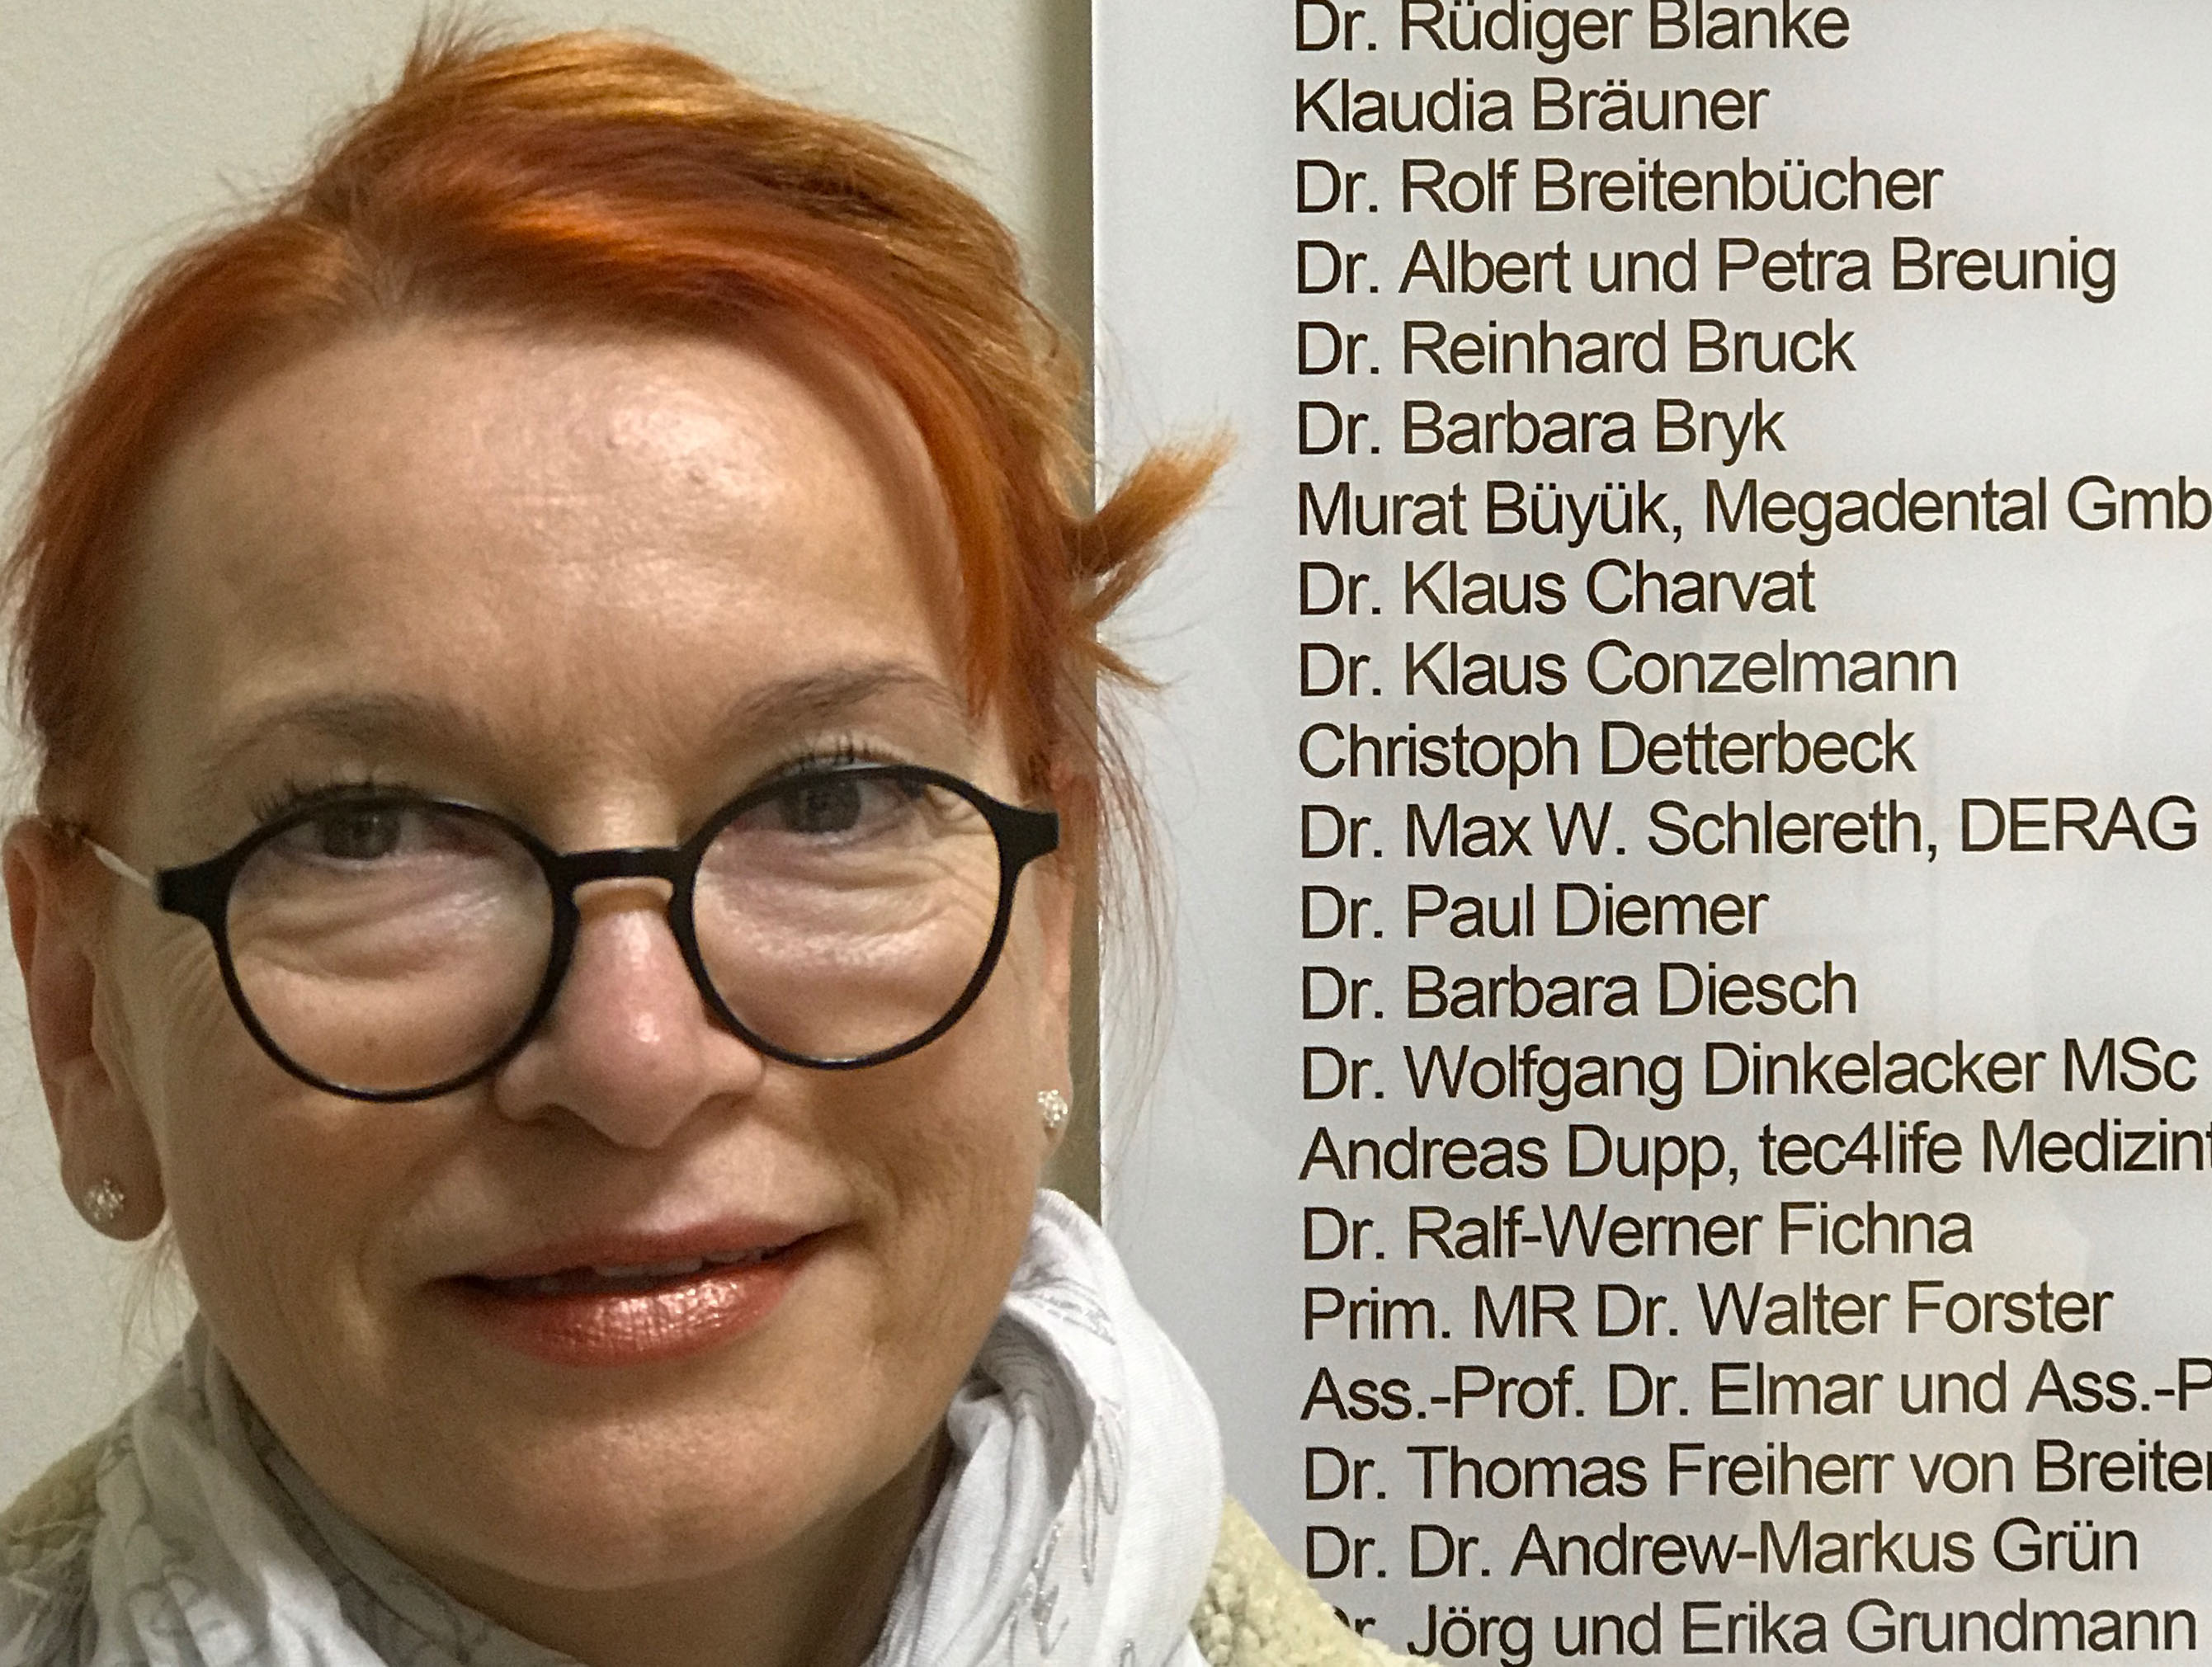 Dr. Rüdiger Blanke
Klaudia Bräuner
Dr. Rolf Breitenbücher
Dr. Albert und Petra Breunig
Dr. Reinhard Bruck
Dr. Barbara Bryk
Murat Büyük, Megadental Gmb
Dr. Klaus Charvat
Dr. Klaus Conzelmann
Christoph Detterbeck
Dr. Max W. Schlereth, DERAG
Dr. Paul Diemer
Dr. Barbara Diesch
Dr. Wolfgang Dinkelacker MSc
Andreas Dupp, tec4life Medizint
Dr. Ralf-Werner Fichna
Prim. MR Dr. Walter Forster
Ass.-Prof. Dr. Elmar und Ass.-P
Dr. Thomas Freiherr von Breiter
Dr. Dr. Andrew-Markus Grün
Dr. Jörg und Erika Grundmann